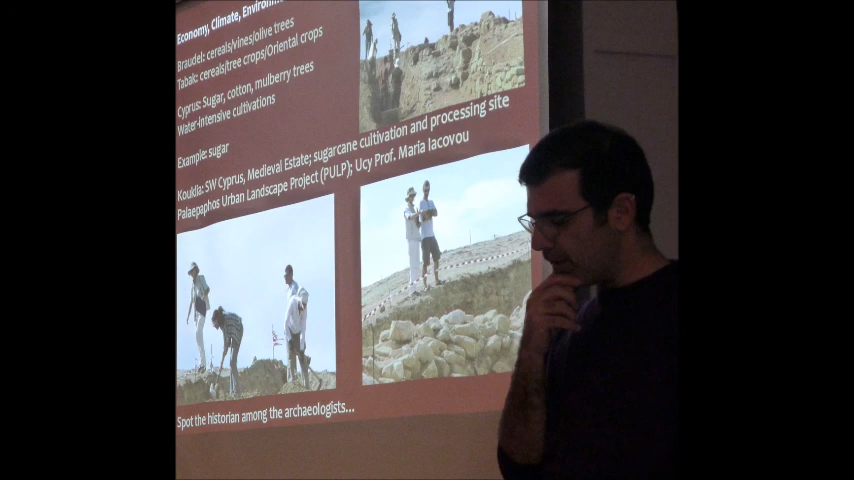 Economy, Climate, Environm
Braudel: cereals/vines/olive trees
Tabak: cereals/tree crops/Oriental crops
Cyprus: Sugar, cotton, mulberry trees
Water-intensive cultivations
Example: sugar
Kouklia: SW Cyprus, Medieval Estate; sugarcane cultivation and processing site
Palaepaphos Urban Landscape Project (PULP); Ucy Prof. Maria Iacovou
Spot the historian among the archaeologists...